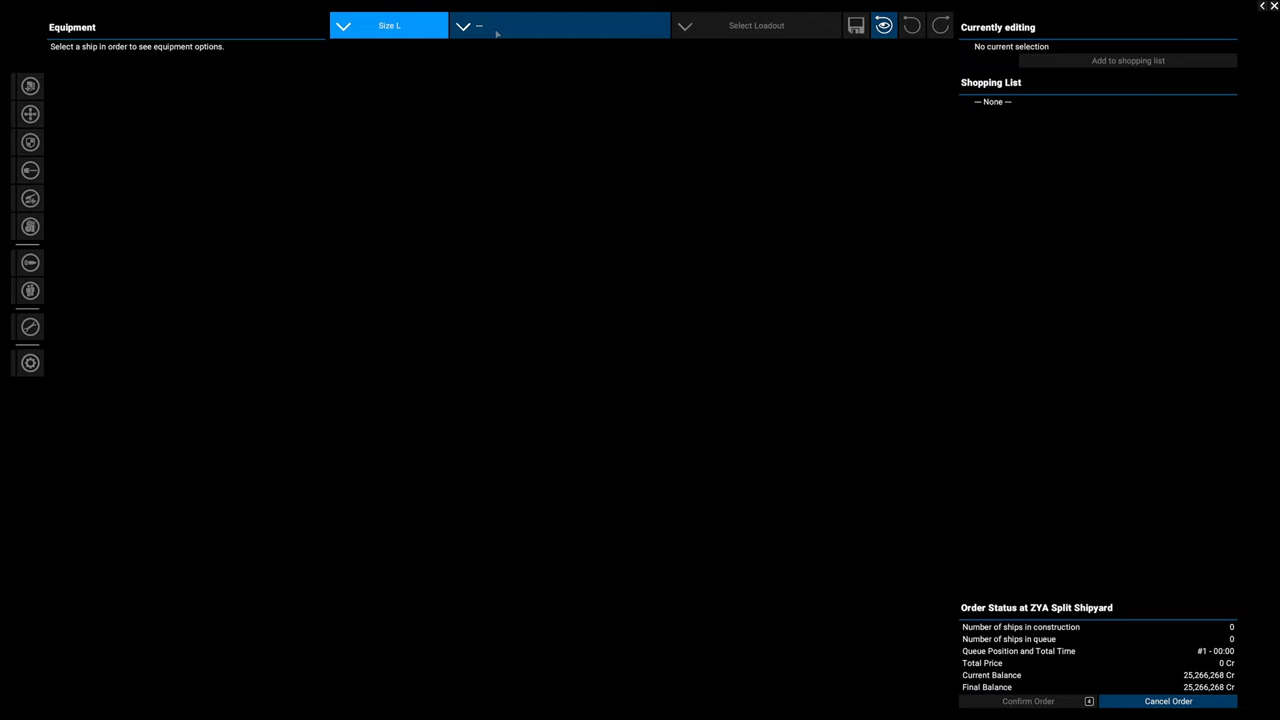 Equipment
Select a ship in order to see equipment options.
Size L
—
Select Loadout
Currently editing
No current selection
Add to shopping list
Shopping List
— None —
Order Status at ZYA Split Shipyard
Number of ships in construction 0
Number of ships in queue 0
Queue Position and Total Time #1 - 00:00
Total Price 0 Cr
Current Balance 25,266,268 Cr
Final Balance 25,266,268 Cr
Confirm Order 4 Cancel Order